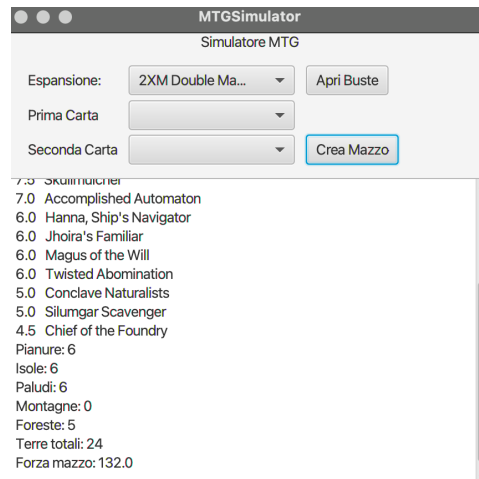 MTGSimulator
Simulatore MTG
Espansione: 2XM Double Ma... Apri Buste
Prima Carta
Seconda Carta Crea Mazzo
7.5 Skullmulcher
7.0 Accomplished Automaton
6.0 Hanna, Ship's Navigator
6.0 Jhoira's Familiar
6.0 Magus of the Will
6.0 Twisted Abomination
5.0 Conclave Naturalists
5.0 Silumgar Scavenger
4.5 Chief of the Foundry
Pianure: 6
Isole: 6
Paludi: 6
Montagne: 0
Foreste: 5
Terre totali: 24
Forza mazzo: 132.0